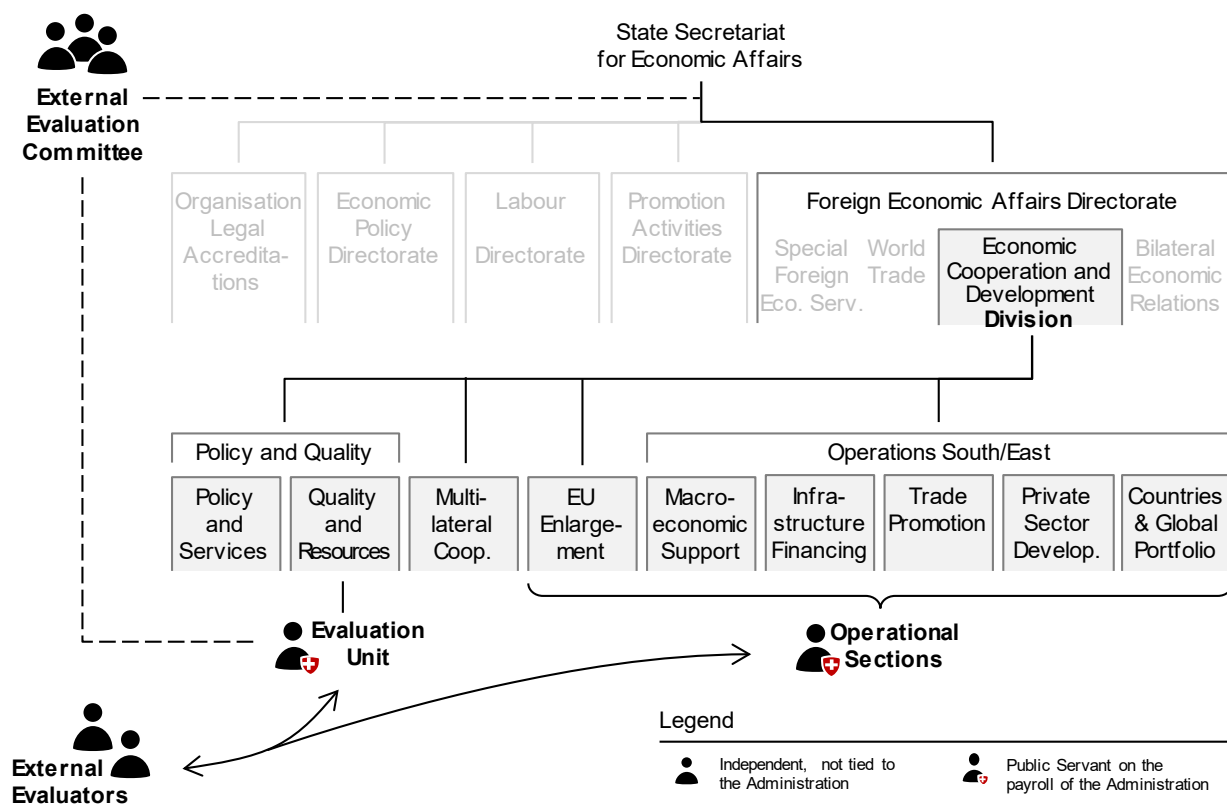 State Secretariat
for Economic Affairs
External
Evaluation
Committee
Organisation
Legal
Accredita-
tions
Economic
Policy
Directorate
Labour
Directorate
Promotion
Activities
Directorate
Foreign Economic Affairs Directorate
Special
Foreign
Eco. Serv.
World
Trade
Economic
Cooperation and
Development
Division
Bilateral
Economic
Relations
Policy and Quality
Operations South/East
Policy
and
Services
Quality
and
Resources
Multi-
lateral
Coop.
EU
Enlarge-
ment
Macro-
economic
Support
Infra-
structure
Financing
Trade
Promotion
Private
Sector
Develop.
Countries
& Global
Portfolio
Evaluation
Unit
Operational
Sections
External
Evaluators
Legend
Independent, not tied to
the Administration
Public Servant on the
payroll of the Administration